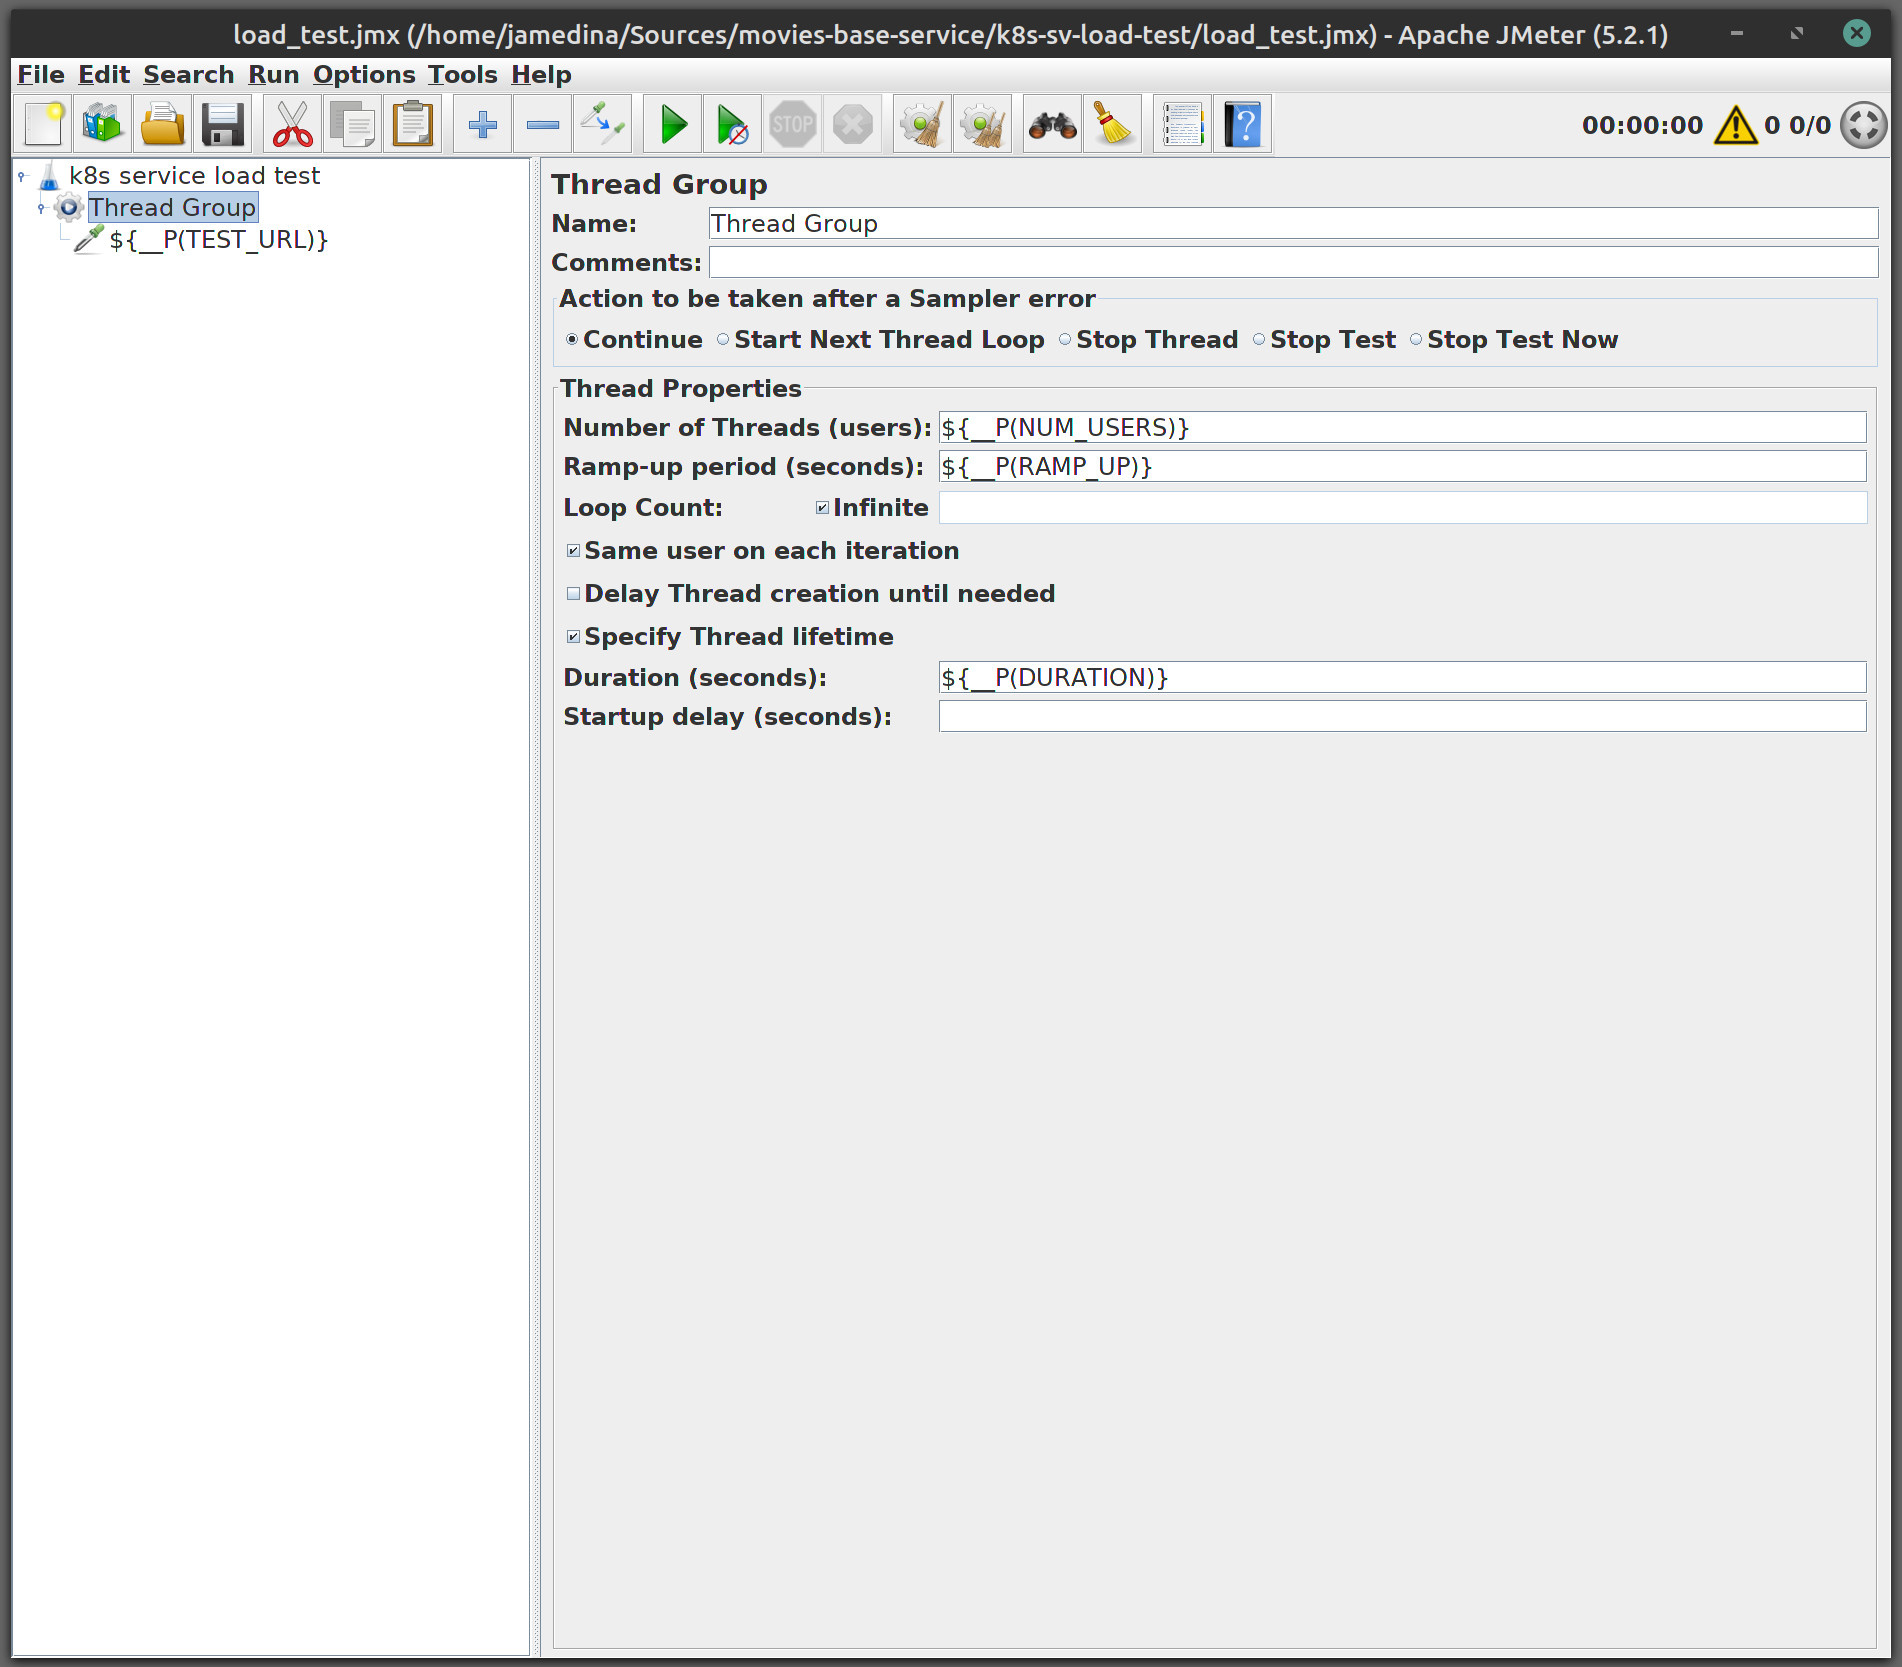 load_test.jmx (/home/jamedina/Sources/movies-base-service/k8s-sv-load-test/load_test.jmx) - Apache JMeter (5.2.1)
File Edit Search Run Options Tools Help
STOP
00:00:00 0 0/0
k8s service load test
Thread Group
${__P(TEST_URL)}
Thread Group
Name: Thread Group
Comments:
Action to be taken after a Sampler error
Continue Start Next Thread Loop Stop Thread Stop Test Stop Test Now
Thread Properties
Number of Threads (users): ${__P(NUM_USERS)}
Ramp-up period (seconds): ${__P(RAMP_UP)}
Loop Count: Infinite
Same user on each iteration
Delay Thread creation until needed
Specify Thread lifetime
Duration (seconds): ${__P(DURATION)}
Startup delay (seconds):